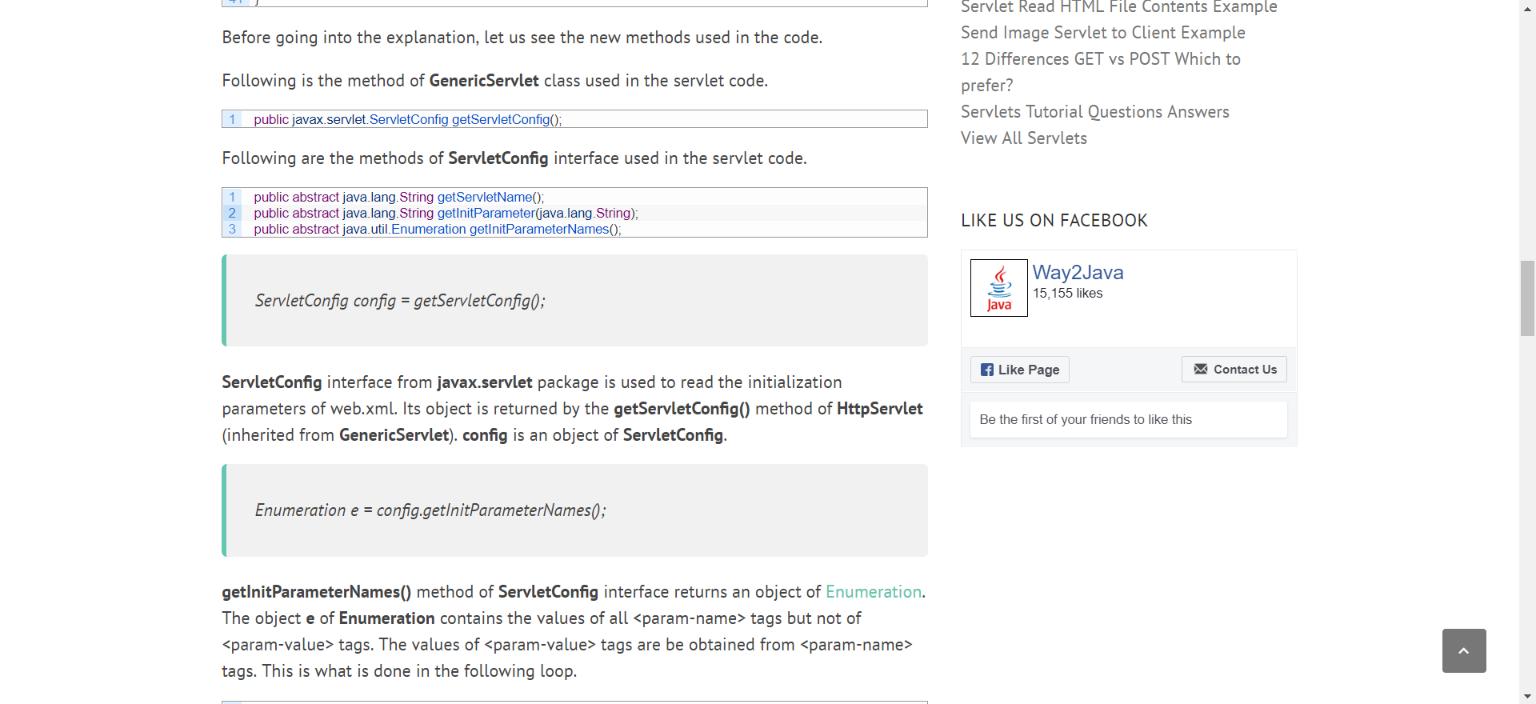 Before going into the explanation, let us see the new methods used in the code.
Following is the method of GenericServlet class used in the servlet code.
1 public javax.servlet.ServletConfig getServletConfig();
Following are the methods of ServletConfig interface used in the servlet code.
1 public abstract java.lang.String getServletName();
2 public abstract java.lang.String getInitParameter(java.lang.String);
3 public abstract java.util.Enumeration getInitParameterNames();
ServletConfig config = getServletConfig();
ServletConfig interface from javax.servlet package is used to read the initialization
parameters of web.xml. Its object is returned by the getServletConfig() method of HttpServlet
(inherited from GenericServlet). config is an object of ServletConfig.
Enumeration e = config.getInitParameterNames();
getInitParameterNames() method of ServletConfig interface returns an object of Enumeration.
The object e of Enumeration contains the values of all <param-name> tags but not of
<param-value> tags. The values of <param-value> tags are be obtained from <param-name>
tags. This is what is done in the following loop.
Servlet Read HTML File Contents Example
Send Image Servlet to Client Example
12 Differences GET vs POST Which to
prefer?
Servlets Tutorial Questions Answers
View All Servlets
LIKE US ON FACEBOOK
Java
Way2Java
15,155 likes
Like Page
Contact Us
Be the first of your friends to like this